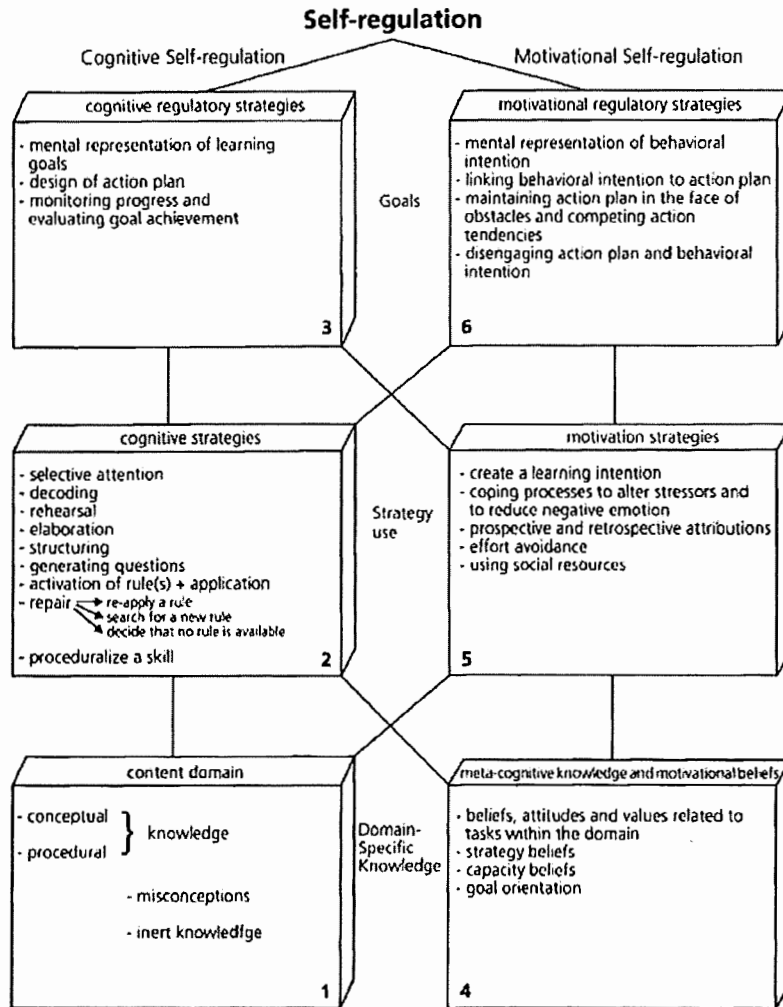 Self-regulation
Cognitive Self-regulation
Motivational Self-regulation
cognitive regulatory strategies
- mental representation of learning
goals
- design of action plan
- monitoring progress and
evaluating goal achievement
3
Goals
motivational regulatory strategies
- mental representation of behavioral
intention
- linking behavioral intention to action plan
- maintaining action plan in the face of
obstacles and competing action
tendencies
- disengaging action plan and behavioral
intention
6
cognitive strategies
- selective attention
- decoding
- rehearsal
- elaboration
- structuring
- generating questions
- activation of rule(s) + application
- repair
re-apply a rule
search for a new rule
decide that no rule is available
- proceduralize a skill
2
Strategy
use
motivation strategies
- create a learning intention
- coping processes to alter stressors and
to reduce negative emotion
- prospective and retrospective attributions
- effort avoidance
- using social resources
5
content domain
- conceptual
- procedural
} knowledge
- misconceptions
- inert knowledfge
1
Domain-
Specific
Knowledge
meta-cognitive knowledge and motivational beliefs
- beliefs, attitudes and values related to
tasks within the domain
- strategy beliefs
- capacity beliefs
- goal orientation
4